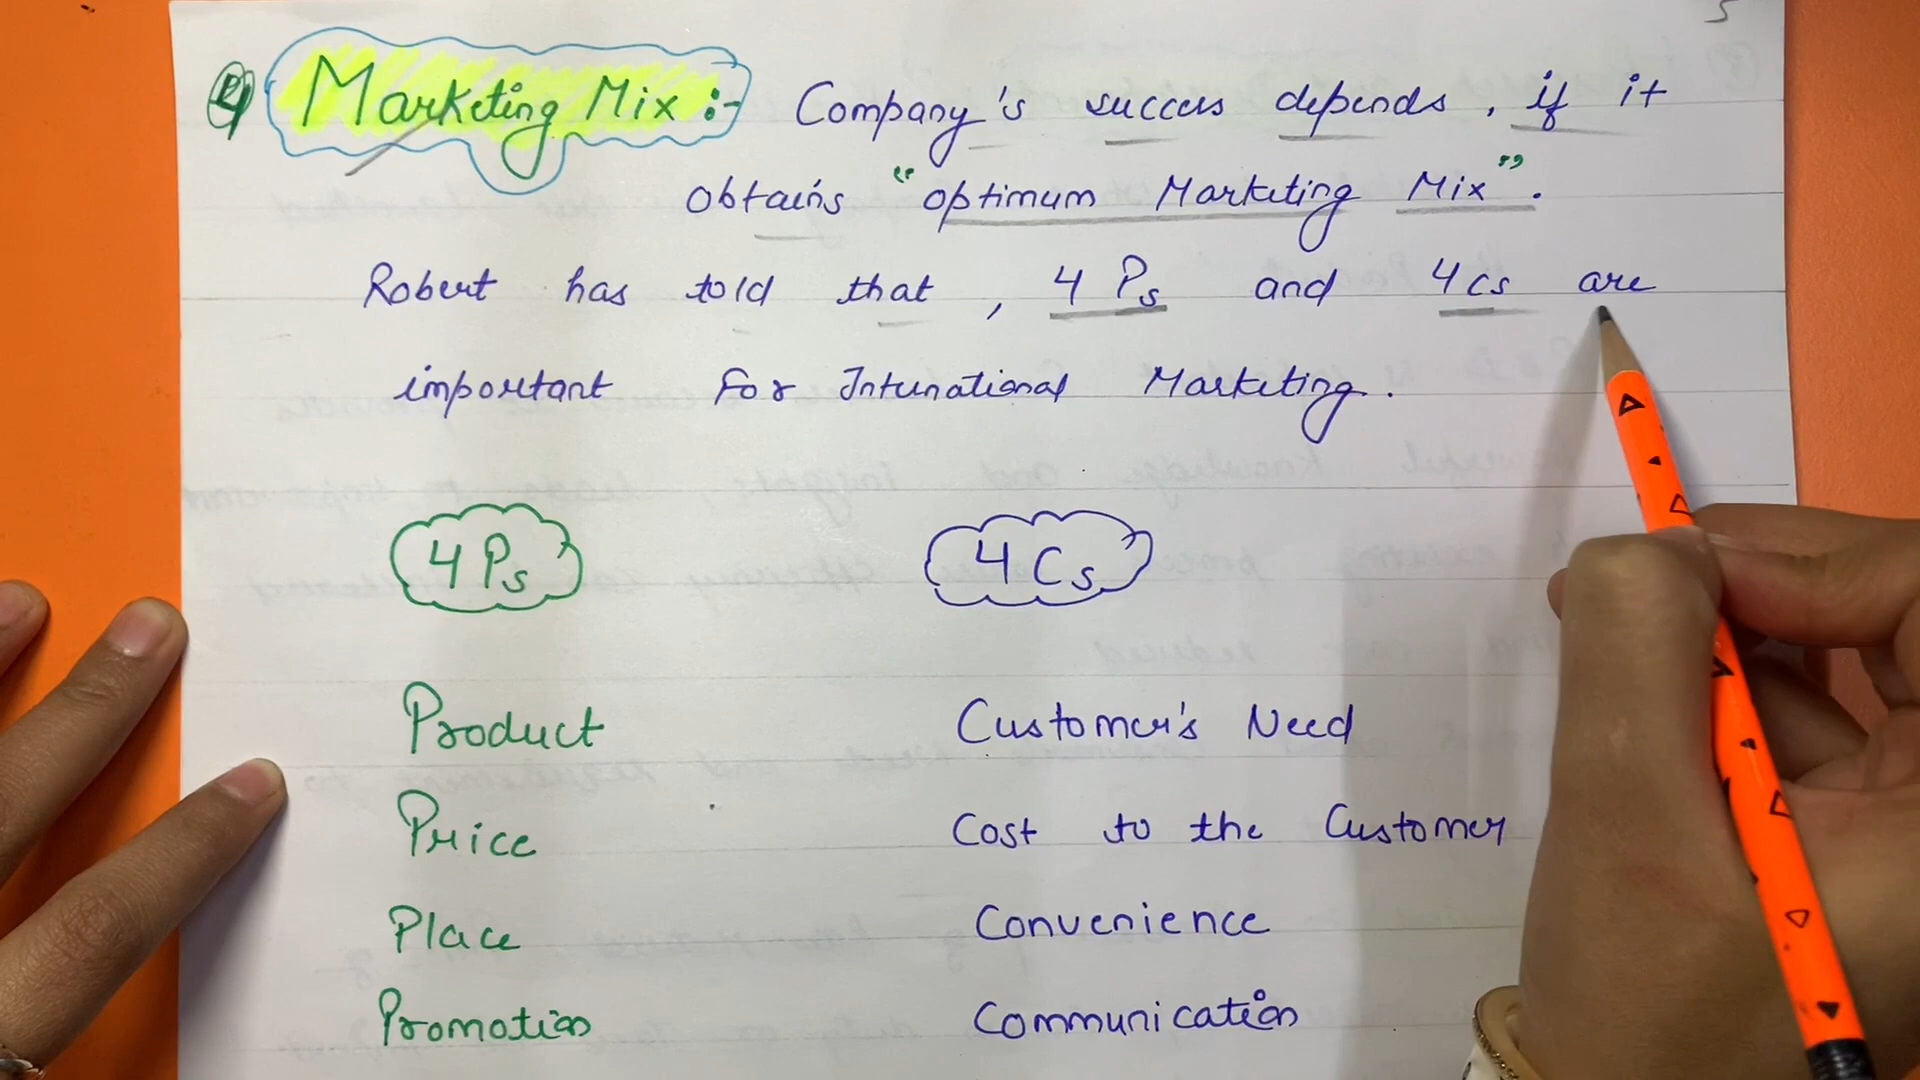 4) Marketing Mix :- Company's success depends, if it
obtains "optimum Marketing Mix".
Robert has told that, 4 Ps and 4 Cs are
important For International Marketing.
4 Ps 4 Cs
Product Customer's Need
Price Cost to the Customer
Place Convenience
Promotion Communication